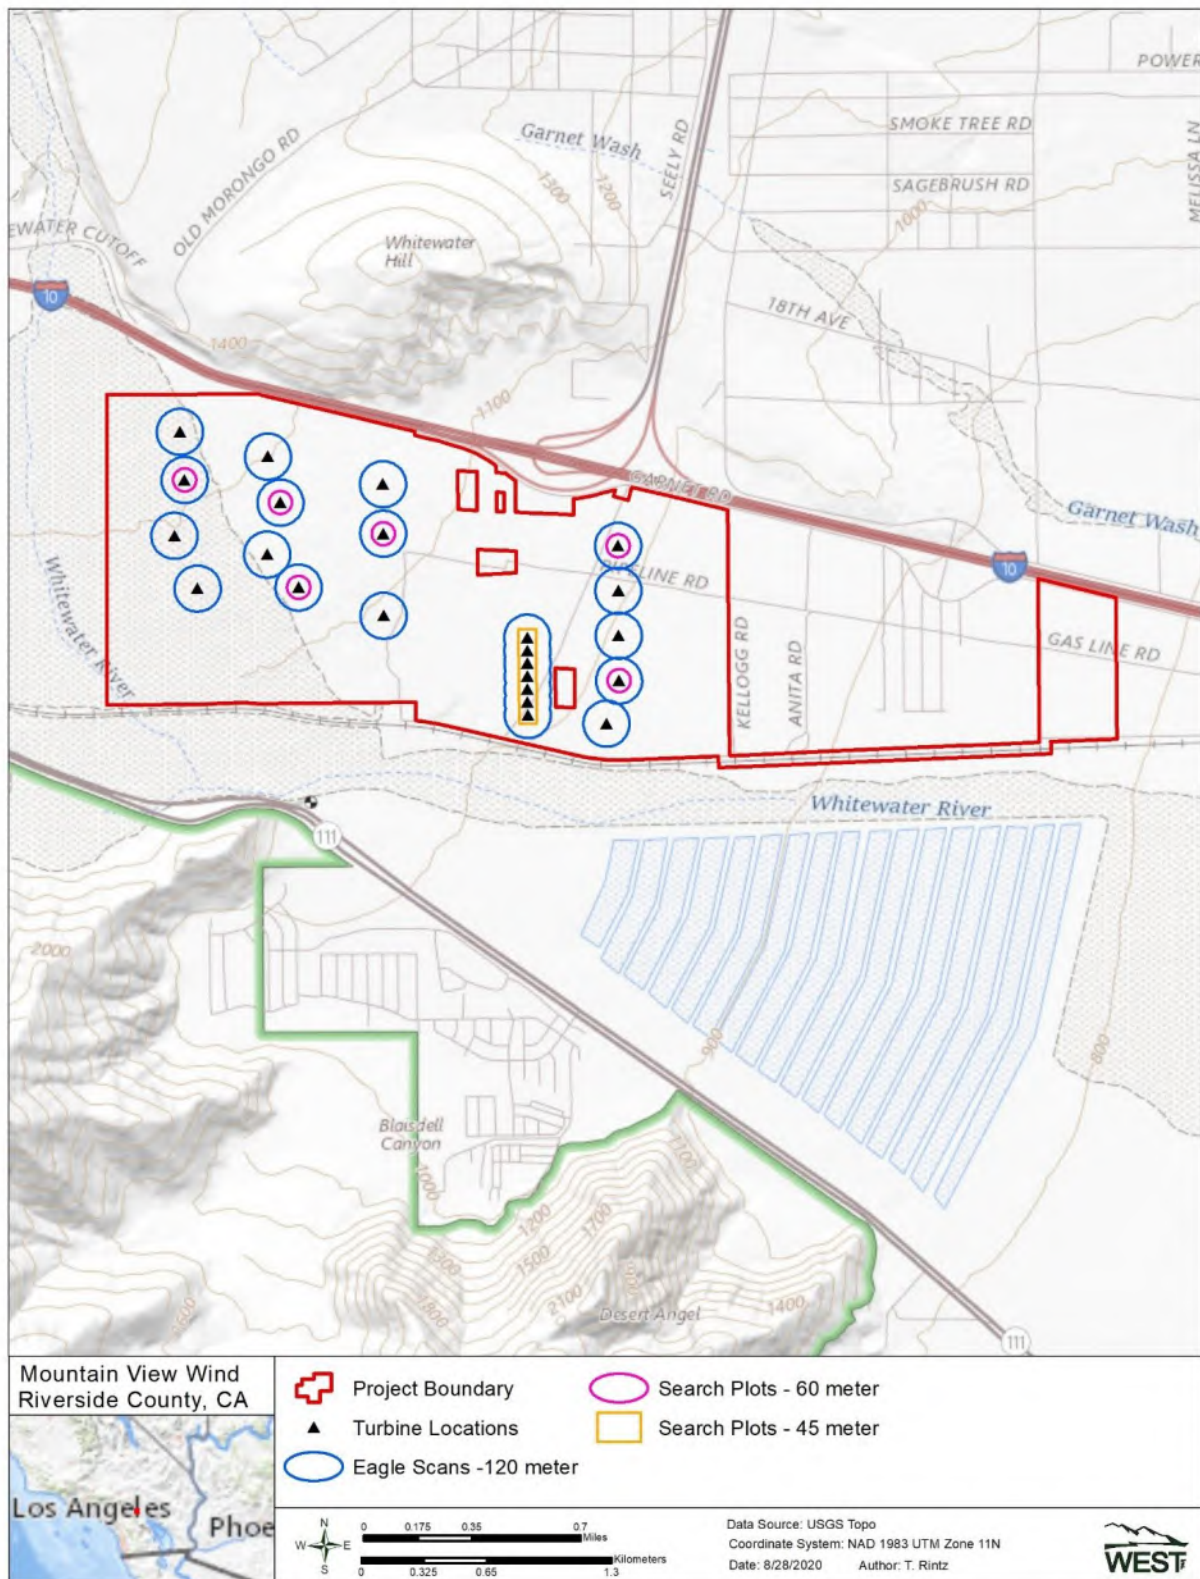 POWER
SMOKE TREE RD
Garnet Wash
SEELY RD
OLD MORONGO RD
SAGEBRUSH RD
MELISSA LN
1300
1200
1000
EWATER CUTOFF
Whitewater
Hill
10
18TH AVE
1400
1100
GARNET RD
Garnet Wash
10
PIPELINE RD
Whitewater River
KELLOGG RD
ANITA RD
GAS LINE RD
Whitewater River
111
2000
900
800
Blaisdell
Canyon
1000
1100
1200
1700
1300
1500
1800
2100
1400
Desert Angel
111
Mountain View Wind
Riverside County, CA
Project Boundary
Search Plots - 60 meter
Turbine Locations
Search Plots - 45 meter
Eagle Scans -120 meter
Los Angeles
Phoe
N
W E
S
0 0.175 0.35 0.7
Miles
Kilometers
0 0.325 0.65 1.3
Data Source: USGS Topo
Coordinate System: NAD 1983 UTM Zone 11N
Date: 8/28/2020 Author: T. Rintz
WEST